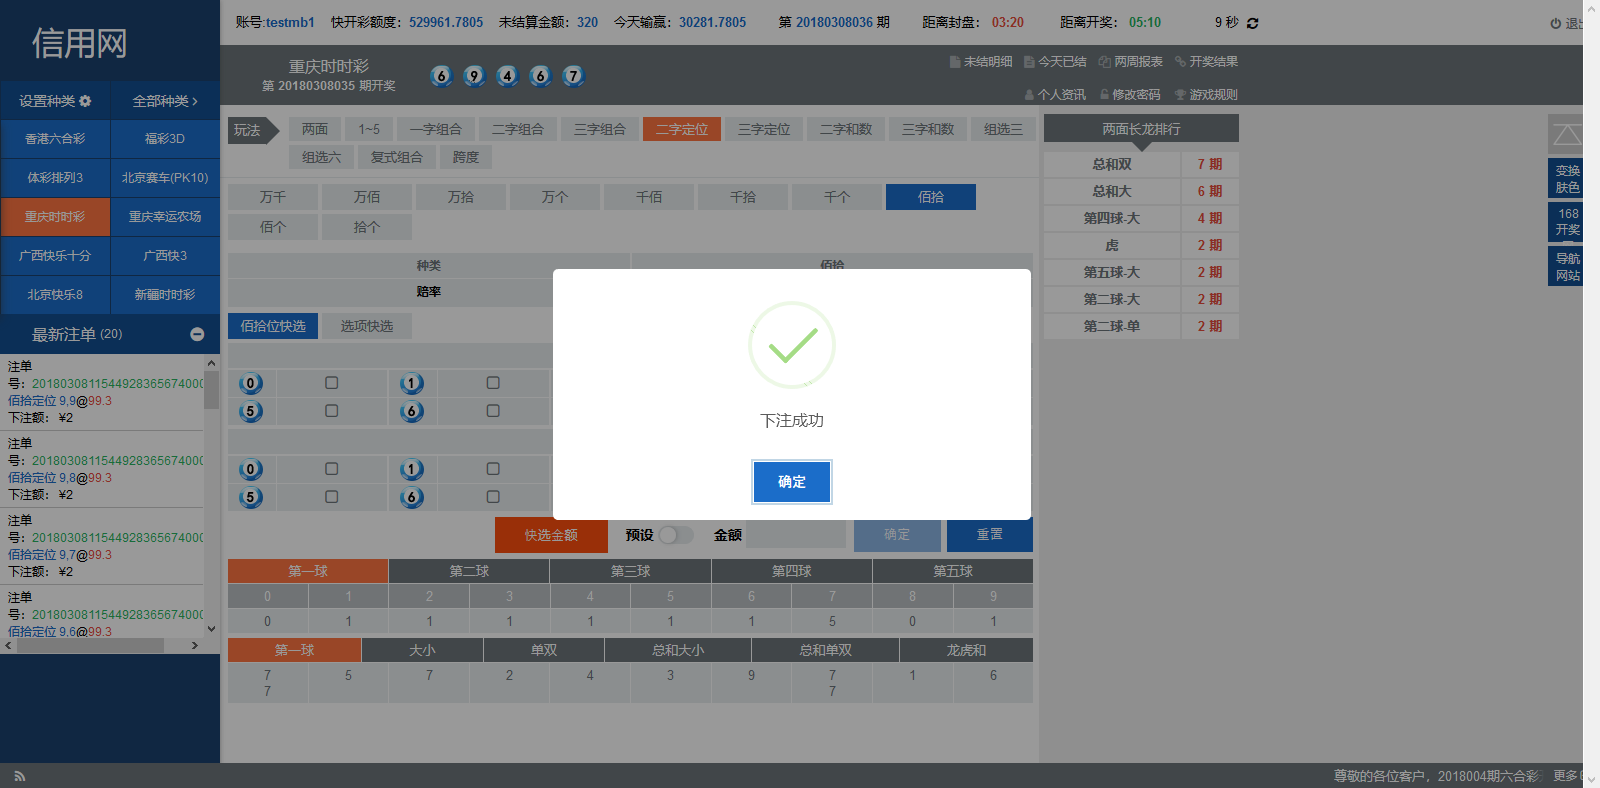 信用网
账号:testmb1 快开彩额度：529961.7805 未结算金额：320 今天输赢：30281.7805 第 20180308036 期 距离封盘：03:20 距离开奖：05:10 9 秒 退出
重庆时时彩
第 20180308035 期开奖
6 9 4 6 7
未结明细 今天已结 两周报表 开奖结果
个人资讯 修改密码 游戏规则
设置种类 全部种类
香港六合彩 福彩3D
体彩排列3 北京赛车(PK10)
重庆时时彩 重庆幸运农场
广西快乐十分 广西快3
北京快乐8 新疆时时彩
最新注单 (20)
注单
号：2018030811544928365674000
佰拾定位 9,9@99.3
下注额： ¥2
注单
号：2018030811544928365674000
佰拾定位 9,8@99.3
下注额： ¥2
注单
号：2018030811544928365674000
佰拾定位 9,7@99.3
下注额： ¥2
注单
号：2018030811544928365674000
佰拾定位 9,6@99.3
玩法 两面 1~5 一字组合 二字组合 三字组合 二字定位 三字定位 二字和数 三字和数 组选三
组选六 复式组合 跨度
万千 万佰 万拾 万个 千佰 千拾 千个 佰拾
佰个 拾个
种类 佰拾
赔率
佰拾位快选 选项快选
0 1
5 6
0 1
5 6
下注成功
确定
快选金额 预设 金额 确定 重置
第一球 第二球 第三球 第四球 第五球
0 1 2 3 4 5 6 7 8 9
0 1 1 1 1 1 1 5 0 1
第一球 大小 单双 总和大小 总和单双 龙虎和
7 5 7 2 4 3 9 7 1 6
7 7
两面长龙排行
总和双 7 期
总和大 6 期
第四球-大 4 期
虎 2 期
第五球-大 2 期
第二球-大 2 期
第二球-单 2 期
变换
肤色
168
开奖
导航
网站
尊敬的各位客户，2018004期六合彩 更多